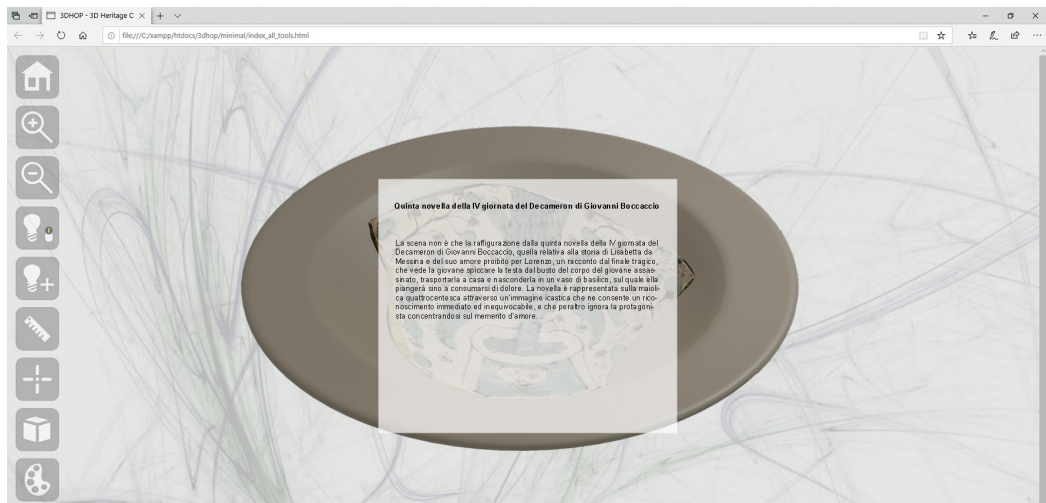 3DHOP - 3D Heritage C
file:///C:/xampp/htdocs/3dhop/minimal/index_all_tools.html
Quinta novella della IV giornata del Decameron di Giovanni Boccaccio
La scena non è che la raffigurazione dalla quinta novella della IV giornata del
Decameron di Giovanni Boccaccio, quella relativa alla storia di Lisabetta da
Messina e del suo amore proibito per Lorenzo, un racconto dal finale tragico,
che vede la giovane spiccare la testa dal busto del corpo del giovane assas-
sinato, trasportarla a casa e nasconderla in un vaso di basilico, sul quale ella
piangerà sino a consumarsi di dolore. La novella è rappresentata sulla maioli-
ca quattrocentesca attraverso un'immagine icastica che ne consente un rico-
noscimento immediato ed inequivocabile, e che peraltro ignora la protagoni-
sta concentrandosi sul memento d'amore.